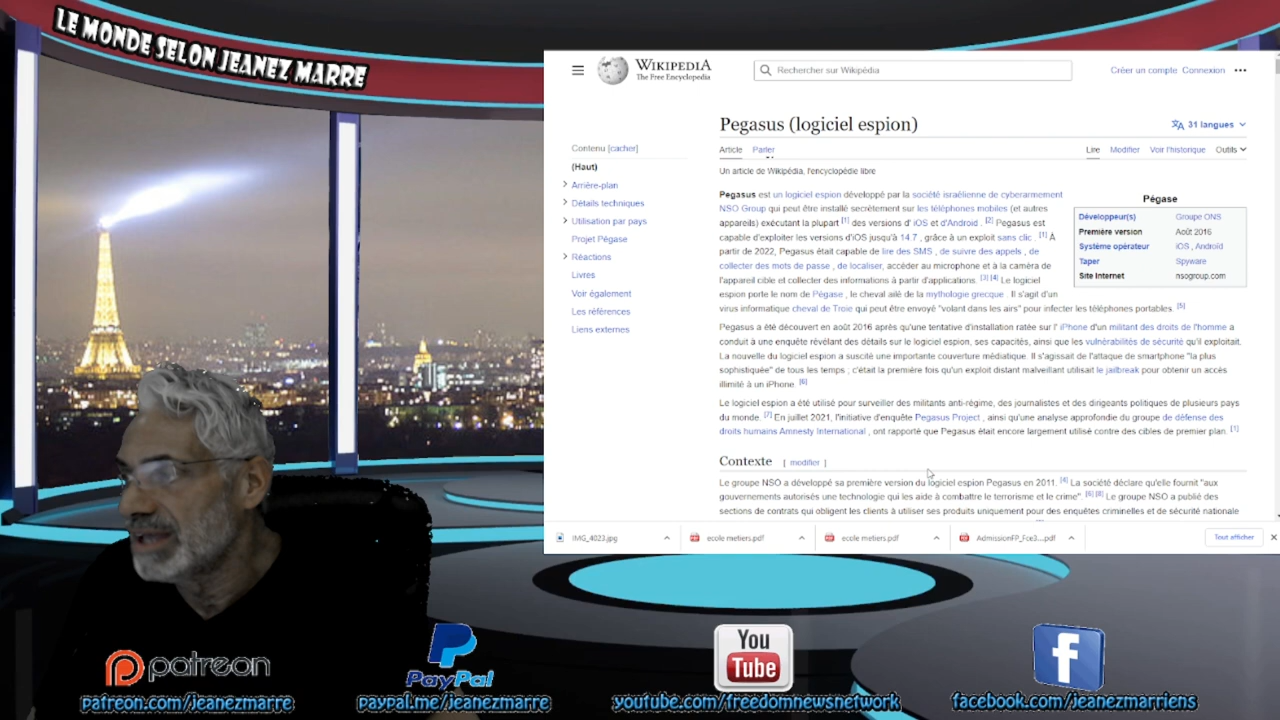 LE MONDE SELON JEANEZ MARRE
WIKIPEDIA
The Free Encyclopedia
Rechercher sur Wikipédia
Créer un compte Connexion
Pegasus (logiciel espion)
31 langues
Contenu [cacher]
(Haut)
Arrière-plan
Détails techniques
Utilisation par pays
Projet Pégase
Réactions
Livres
Voir également
Les références
Liens externes
Article Parler
Lire Modifier Voir l'historique Outils
Un article de Wikipédia, l'encyclopédie libre
Pegasus est un logiciel espion développé par la société israélienne de cyberarmement
NSO Group qui peut être installé secrètement sur les téléphones mobiles (et autres
appareils) exécutant la plupart [1] des versions d' iOS et d'Android . [2] Pegasus est
capable d'exploiter les versions d'iOS jusqu'à 14.7 , grâce à un exploit sans clic . [1] À
partir de 2022, Pegasus était capable de lire des SMS , de suivre des appels , de
collecter des mots de passe , de localiser, accéder au microphone et à la caméra de
l'appareil cible et collecter des informations à partir d'applications. [3] [4] Le logiciel
espion porte le nom de Pégase , le cheval ailé de la mythologie grecque . Il s'agit d'un
virus informatique cheval de Troie qui peut être envoyé "volant dans les airs" pour infecter les téléphones portables. [5]
Pégase
Développeur(s) Groupe ONS
Première version Août 2016
Système opérateur iOS , Android
Taper Spyware
Site Internet nsogroup.com
Pegasus a été découvert en août 2016 après qu'une tentative d'installation ratée sur l' iPhone d'un militant des droits de l'homme a
conduit à une enquête révélant des détails sur le logiciel espion, ses capacités, ainsi que les vulnérabilités de sécurité qu'il exploitait.
La nouvelle du logiciel espion a suscité une importante couverture médiatique. Il s'agissait de l'attaque de smartphone "la plus
sophistiquée" de tous les temps ; c'était la première fois qu'un exploit distant malveillant utilisait le jailbreak pour obtenir un accès
illimité à un iPhone. [6]
Le logiciel espion a été utilisé pour surveiller des militants anti-régime, des journalistes et des dirigeants politiques de plusieurs pays
du monde. [7] En juillet 2021, l'initiative d'enquête Pegasus Project , ainsi qu'une analyse approfondie du groupe de défense des
droits humains Amnesty International , ont rapporté que Pegasus était encore largement utilisé contre des cibles de premier plan. [1]
Contexte [ modifier ]
Le groupe NSO a développé sa première version du logiciel espion Pegasus en 2011. [4] La société déclare qu'elle fournit "aux
gouvernements autorisés une technologie qui les aide à combattre le terrorisme et le crime". [6] [8] Le groupe NSO a publié des
sections de contrats qui obligent les clients à utiliser ses produits uniquement pour des enquêtes criminelles et de sécurité nationale
IMG_4023.jpg
ecole metiers.pdf
ecole metiers.pdf
AdmissionFP_Fce3....pdf
Tout afficher
patreon
PayPal
You
Tube
f
patreon.com/jeanezmarre
paypal.me/jeanezmarre
youtube.com/freedomnewsnetwork
facebook.com/jeanezmarriens